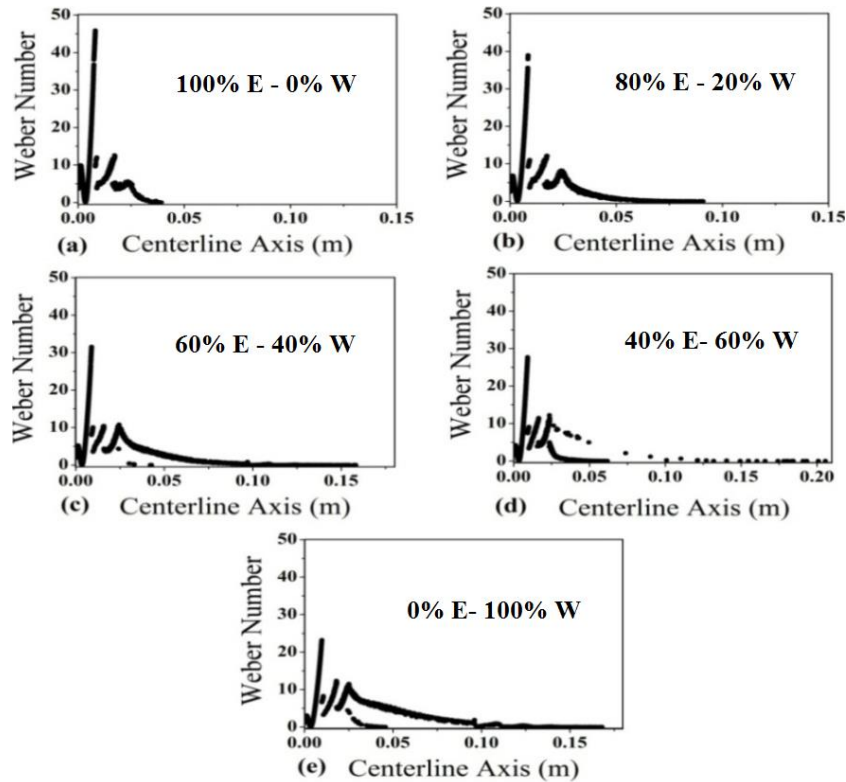 50
40
30
20
10
0
Weber Number
100% E - 0% W
0.00 0.05 0.10 0.15
(a) Centerline Axis (m)
50
40
30
20
10
0
Weber Number
80% E - 20% W
0.00 0.05 0.10 0.15
(b) Centerline Axis (m)
50
40
30
20
10
0
Weber Number
60% E - 40% W
0.00 0.05 0.10 0.15
(c) Centerline Axis (m)
50
40
30
20
10
0
Weber Number
40% E- 60% W
0.00 0.05 0.10 0.15 0.20
(d) Centerline Axis (m)
50
40
30
20
10
0
Weber Number
0% E- 100% W
0.00 0.05 0.10 0.15
(e) Centerline Axis (m)